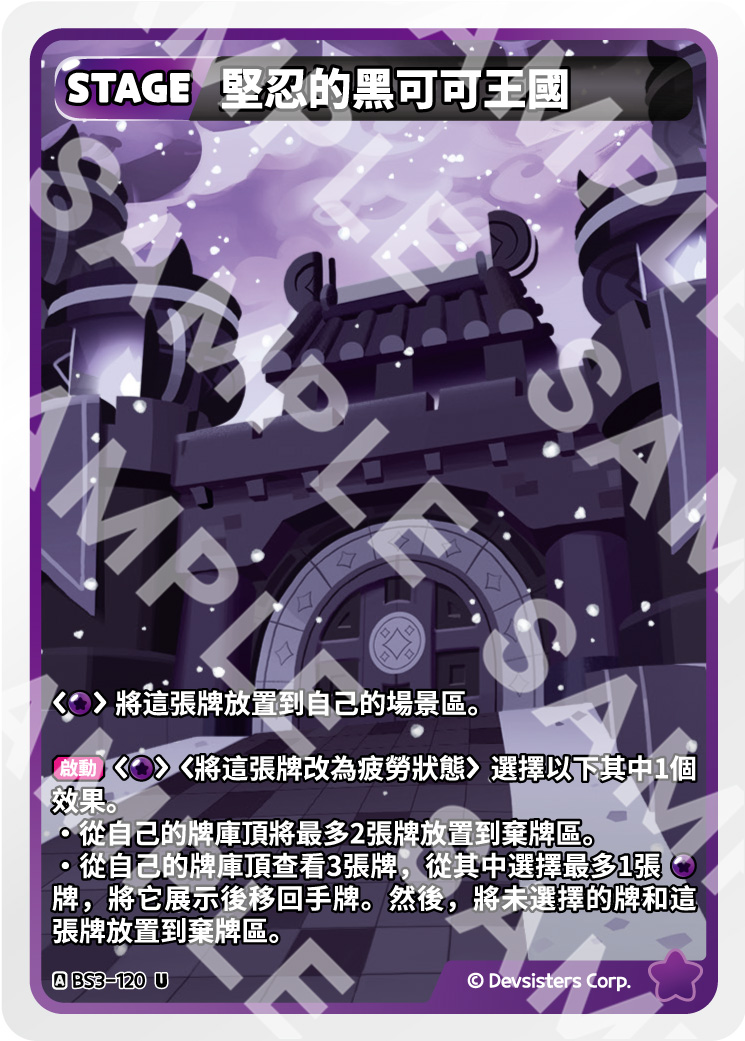 STAGE 堅忍的黑可可王國
〈★〉將這張牌放置到自己的場景區。
啟動〈★〉〈將這張牌改為疲勞狀態〉選擇以下其中1個
效果。
・從自己的牌庫頂將最多2張牌放置到棄牌區。
・從自己的牌庫頂查看3張牌，從其中選擇最多1張★
牌，將它展示後移回手牌。然後，將未選擇的牌和這
張牌放置到棄牌區。
A BS3-120 U © Devsisters Corp.
SAMPLE
SAMPLE
SAMPLE
SAMPLE
SAMPLE
SAMPLE